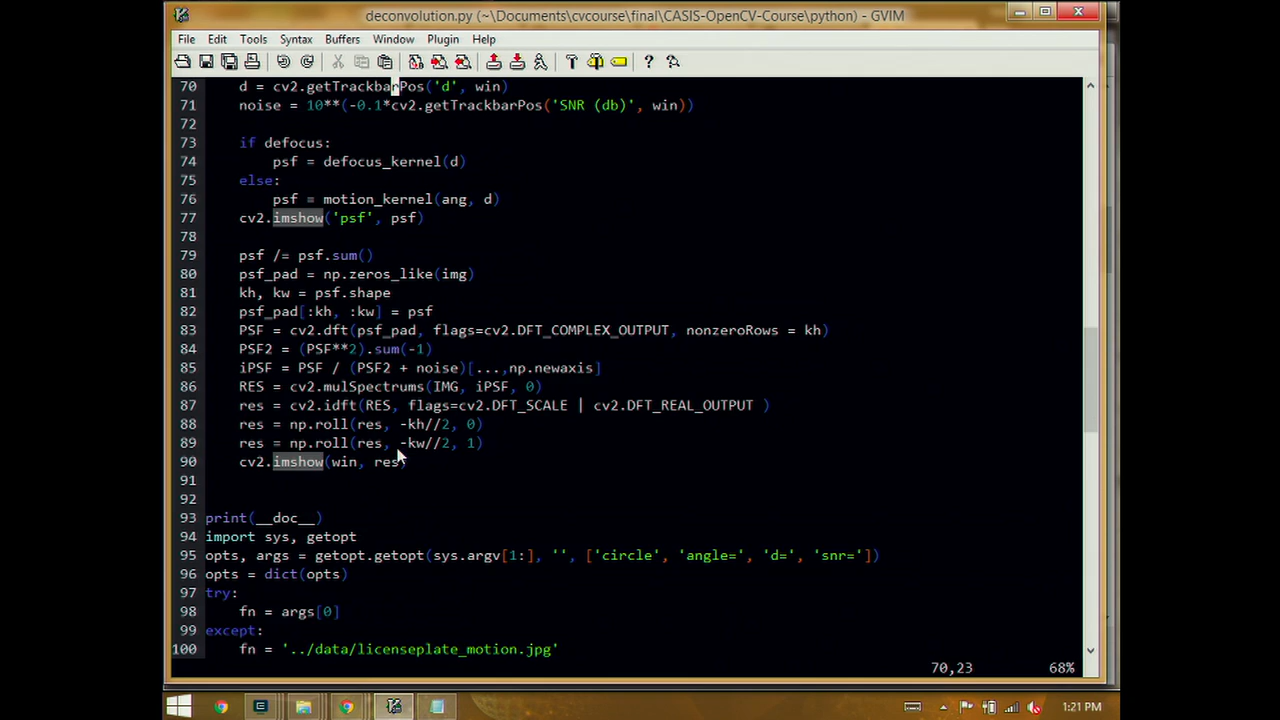 deconvolution.py (~\Documents\cvcourse\final\CASIS-OpenCV-Course\python) - GVIM
File Edit Tools Syntax Buffers Window Plugin Help
70 d = cv2.getTrackbarPos('d', win)
71 noise = 10**(-0.1*cv2.getTrackbarPos('SNR (db)', win))
72
73 if defocus:
74 psf = defocus_kernel(d)
75 else:
76 psf = motion_kernel(ang, d)
77 cv2.imshow('psf', psf)
78
79 psf /= psf.sum()
80 psf_pad = np.zeros_like(img)
81 kh, kw = psf.shape
82 psf_pad[:kh, :kw] = psf
83 PSF = cv2.dft(psf_pad, flags=cv2.DFT_COMPLEX_OUTPUT, nonzeroRows = kh)
84 PSF2 = (PSF**2).sum(-1)
85 iPSF = PSF / (PSF2 + noise)[...,np.newaxis]
86 RES = cv2.mulSpectrums(IMG, iPSF, 0)
87 res = cv2.idft(RES, flags=cv2.DFT_SCALE | cv2.DFT_REAL_OUTPUT )
88 res = np.roll(res, -kh//2, 0)
89 res = np.roll(res, -kw//2, 1)
90 cv2.imshow(win, res)
91
92
93 print(__doc__)
94 import sys, getopt
95 opts, args = getopt.getopt(sys.argv[1:], '', ['circle', 'angle=', 'd=', 'snr='])
96 opts = dict(opts)
97 try:
98 fn = args[0]
99 except:
100 fn = '../data/licenseplate_motion.jpg'
70,23 68%
1:21 PM